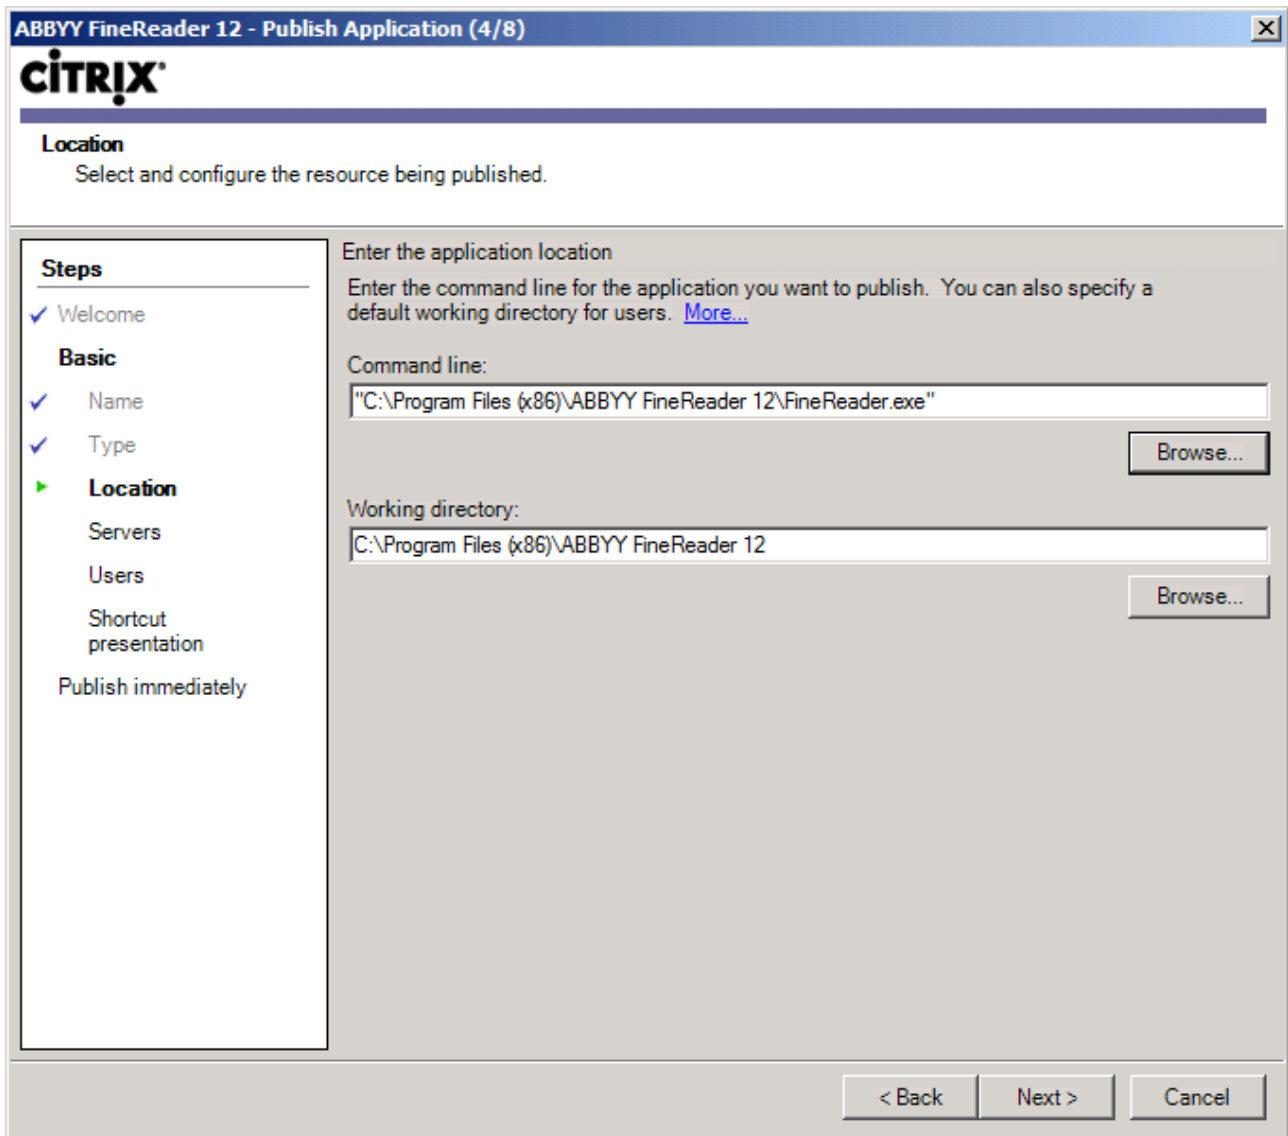 ABBYY FineReader 12 - Publish Application (4/8)
CİTRIX
Location
Select and configure the resource being published.
Steps
Welcome
Basic
Name
Type
Location
Servers
Users
Shortcut
presentation
Publish immediately
Enter the application location
Enter the command line for the application you want to publish.  You can also specify a
default working directory for users.  More...
Command line:
"C:\Program Files (x86)\ABBYY FineReader 12\FineReader.exe"
Browse...
Working directory:
C:\Program Files (x86)\ABBYY FineReader 12
Browse...
< Back
Next >
Cancel